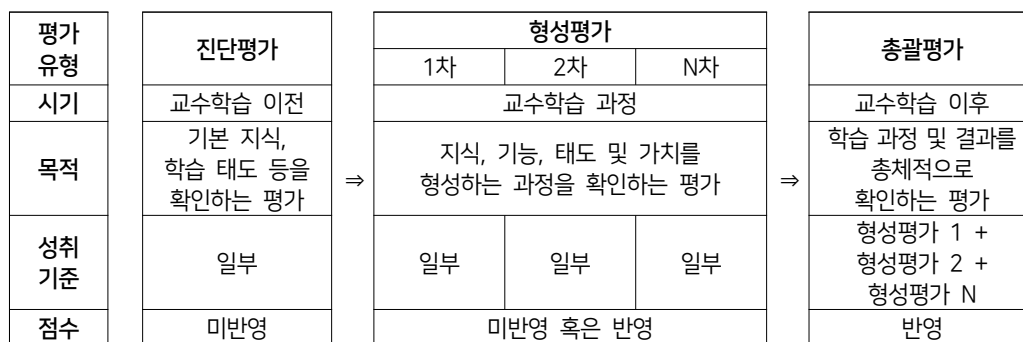 평가 유형
진단평가
형성평가
총괄평가
1차
2차
N차
시기
교수학습 이전
교수학습 과정
교수학습 이후
목적
기본 지식,
학습 태도 등을
확인하는 평가
⇒
지식, 기능, 태도 및 가치를
형성하는 과정을 확인하는 평가
⇒
학습 과정 및 결과를
총체적으로
확인하는 평가
성취
기준
일부
일부
일부
일부
형성평가 1 +
형성평가 2 +
형성평가 N
점수
미반영
미반영 혹은 반영
반영